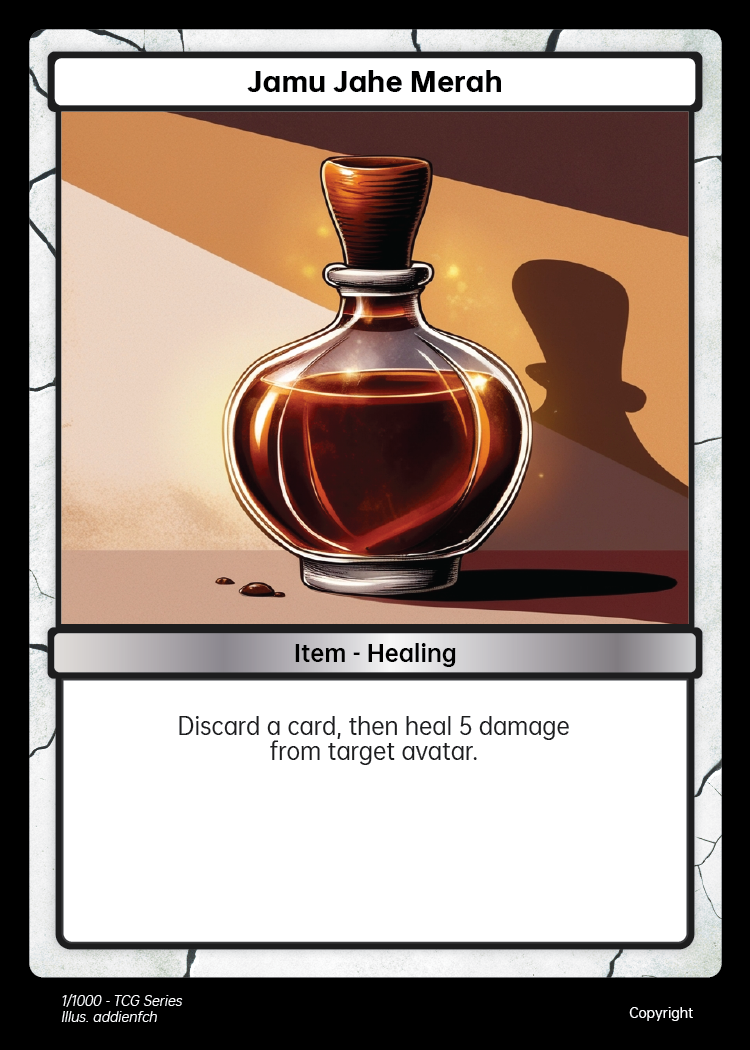 Jamu Jahe Merah
Item - Healing
Discard a card, then heal 5 damage
from target avatar.
1/1000 - TCG Series
Illus. addienfch
Copyright